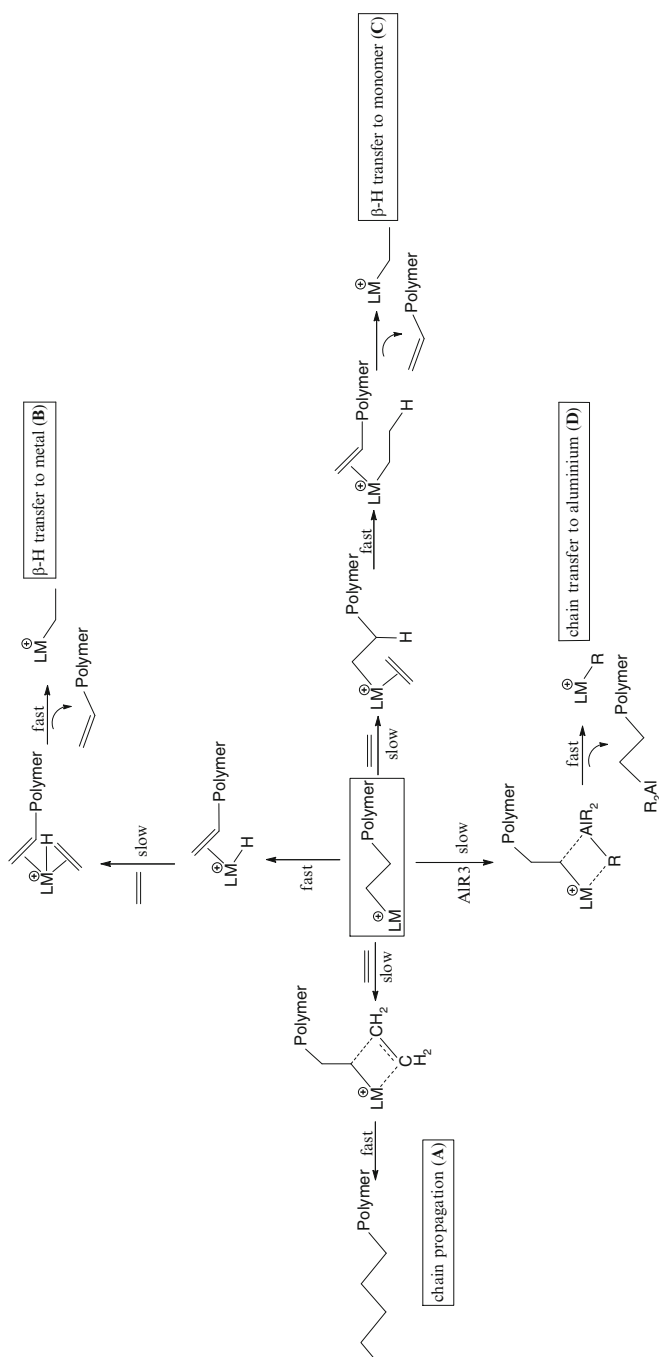 β-H transfer to metal (B)
LM
⊕
fast
Polymer
Polymer
LM
⊕
H
slow
Polymer
LM
⊕
H
fast
β-H transfer to monomer (C)
LM
⊕
Polymer
Polymer
LM
⊕
H
fast
Polymer
LM
⊕
H
slow
Polymer
LM
⊕
slow
Polymer
LM
⊕
CH2
C
H2
fast
Polymer
chain propagation (A)
AlR3
slow
Polymer
LM
⊕
AlR2
R
fast
LM
⊕
R
R2Al
Polymer
chain transfer to aluminium (D)